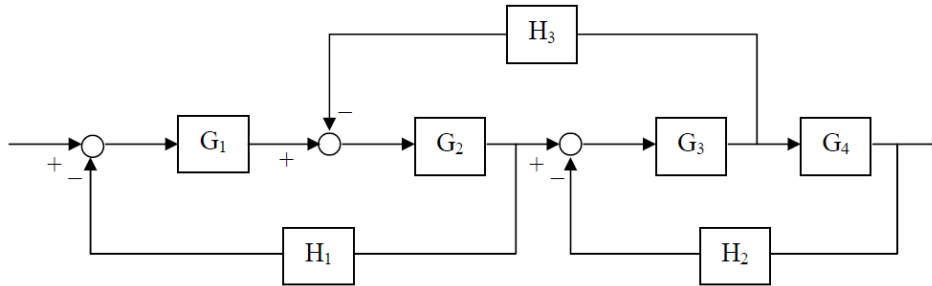 H₃
−
G₁
G₂
G₃
G₄
+
−
+
+
−
H₁
H₂